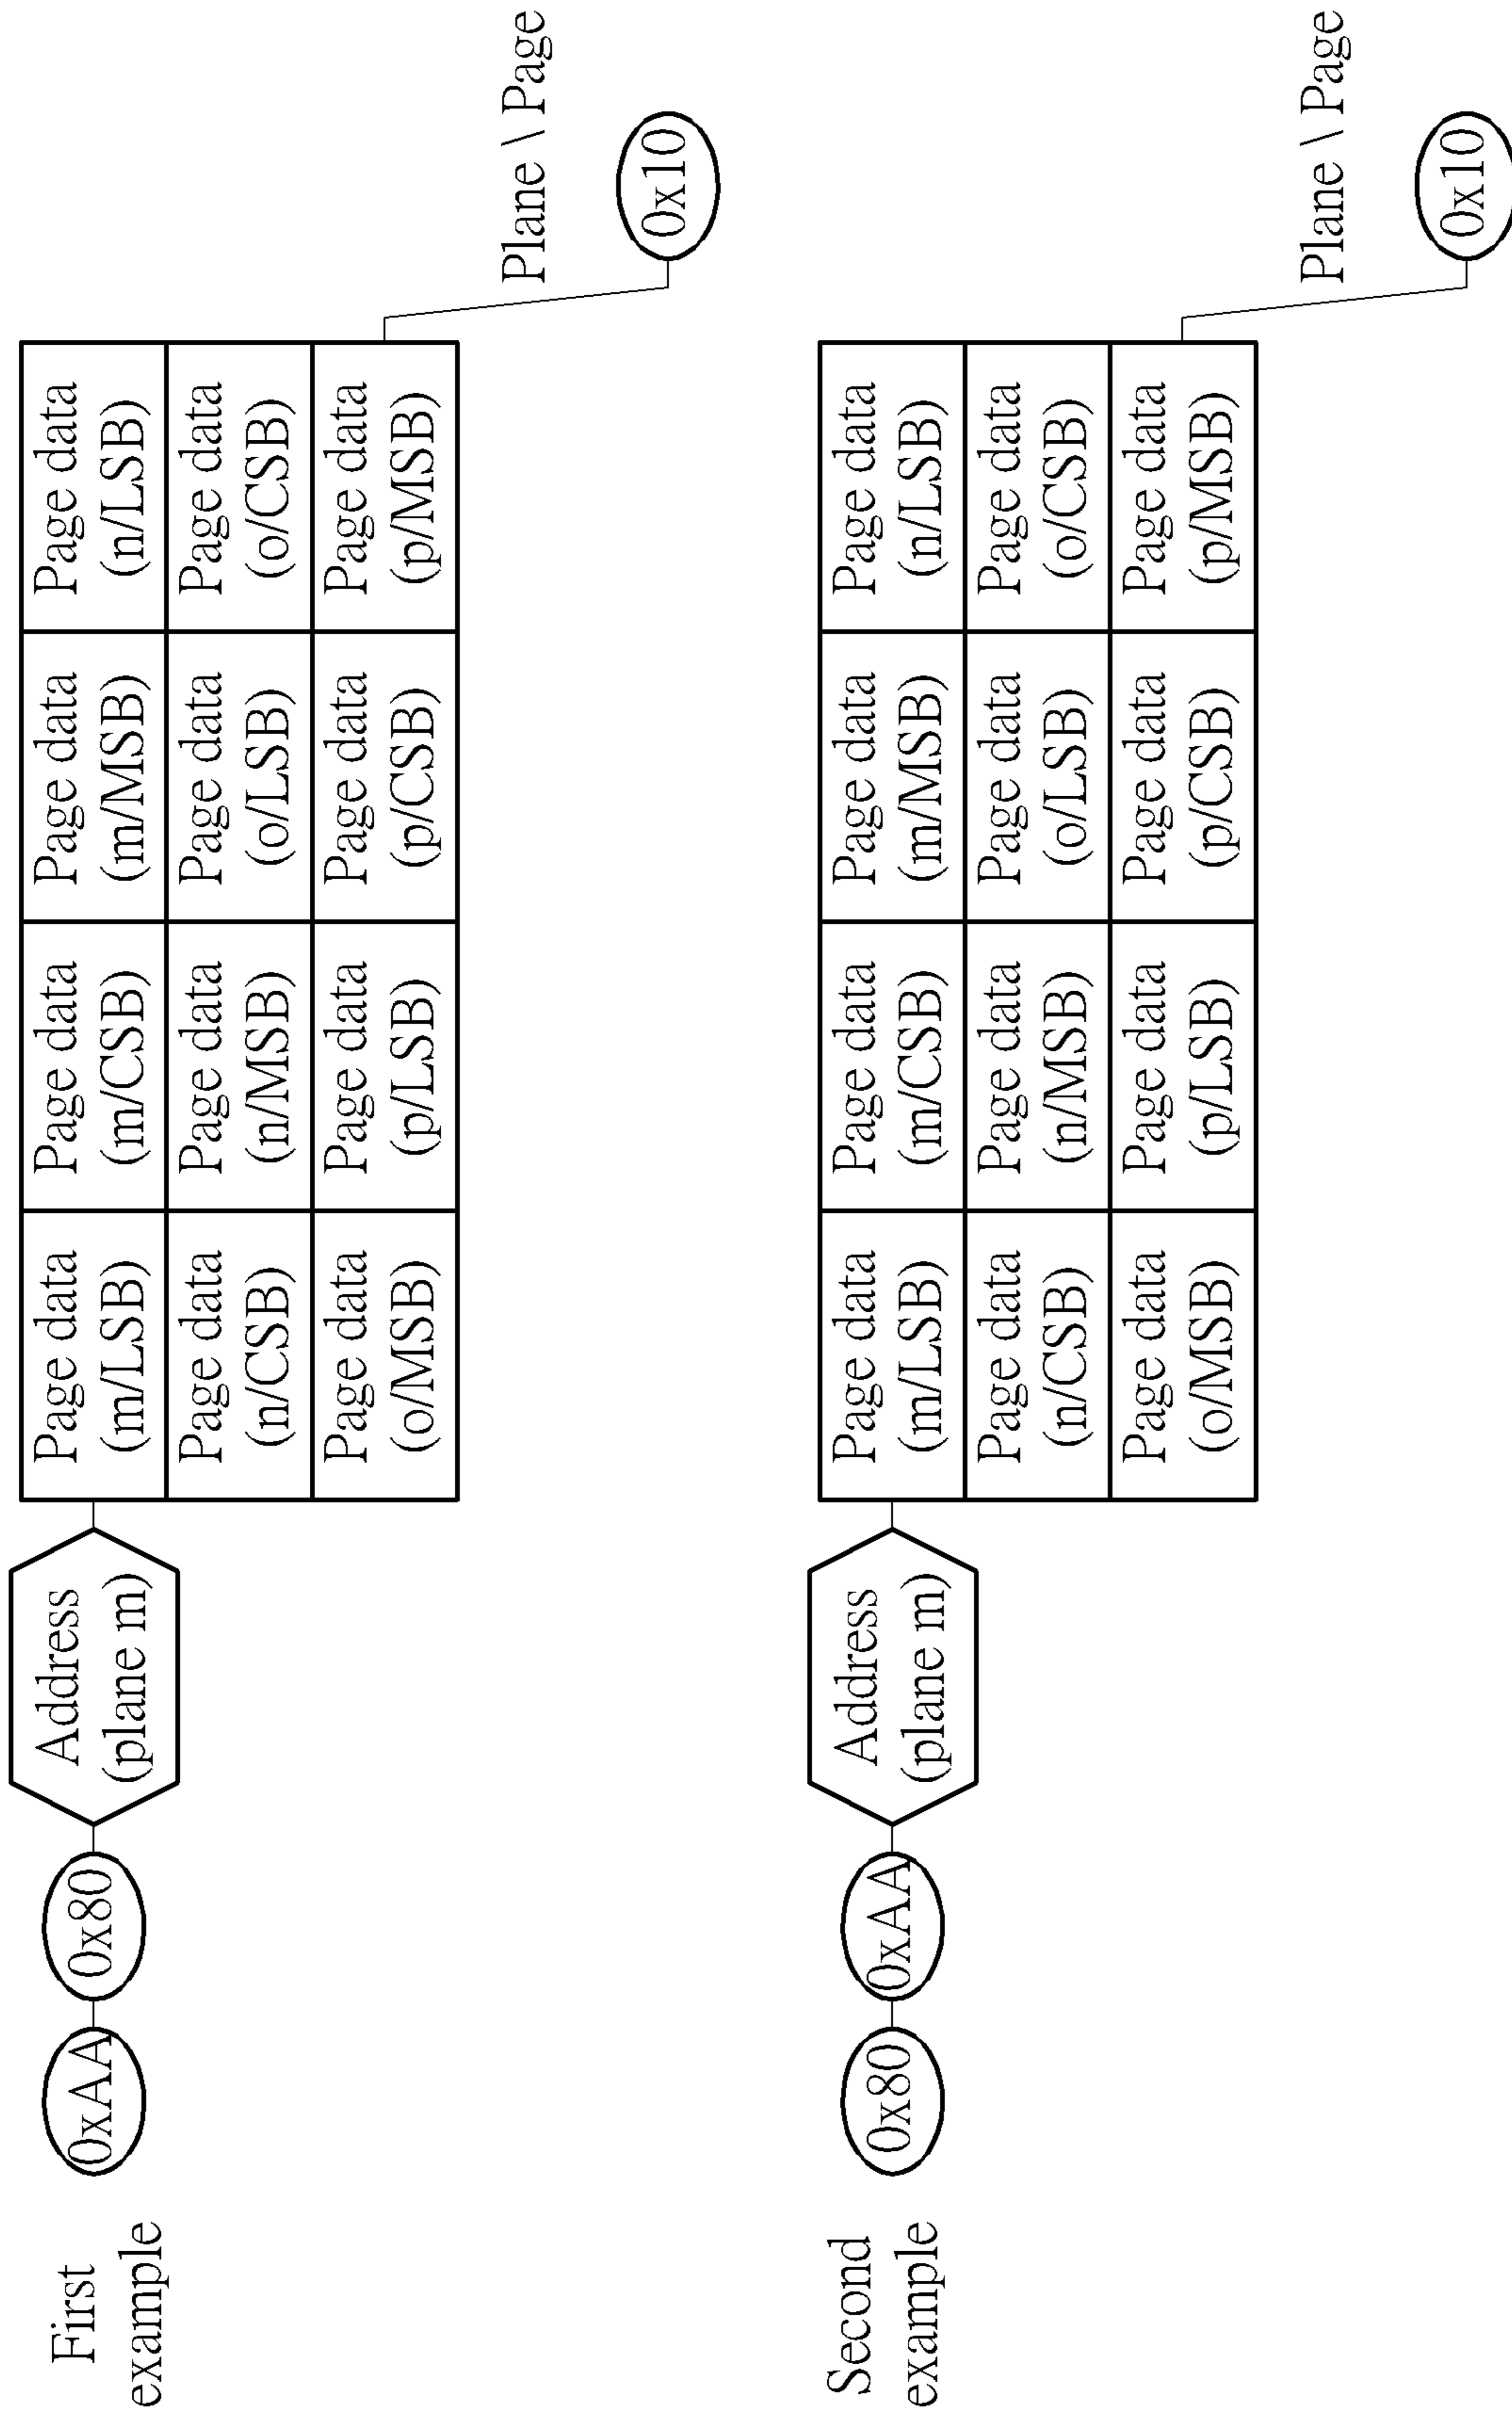 First
example
0xAA
0x80
Address
(plane m)
Page data
(m/LSB)
Page data
(m/CSB)
Page data
(m/MSB)
Page data
(n/LSB)
Page data
(n/CSB)
Page data
(n/MSB)
Page data
(o/LSB)
Page data
(o/CSB)
Page data
(o/MSB)
Page data
(p/LSB)
Page data
(p/CSB)
Page data
(p/MSB)
Plane \ Page
0x10
Second
example
0x80
0xAA
Address
(plane m)
Page data
(m/LSB)
Page data
(m/CSB)
Page data
(m/MSB)
Page data
(n/LSB)
Page data
(n/CSB)
Page data
(n/MSB)
Page data
(o/LSB)
Page data
(o/CSB)
Page data
(o/MSB)
Page data
(p/LSB)
Page data
(p/CSB)
Page data
(p/MSB)
Plane \ Page
0x10